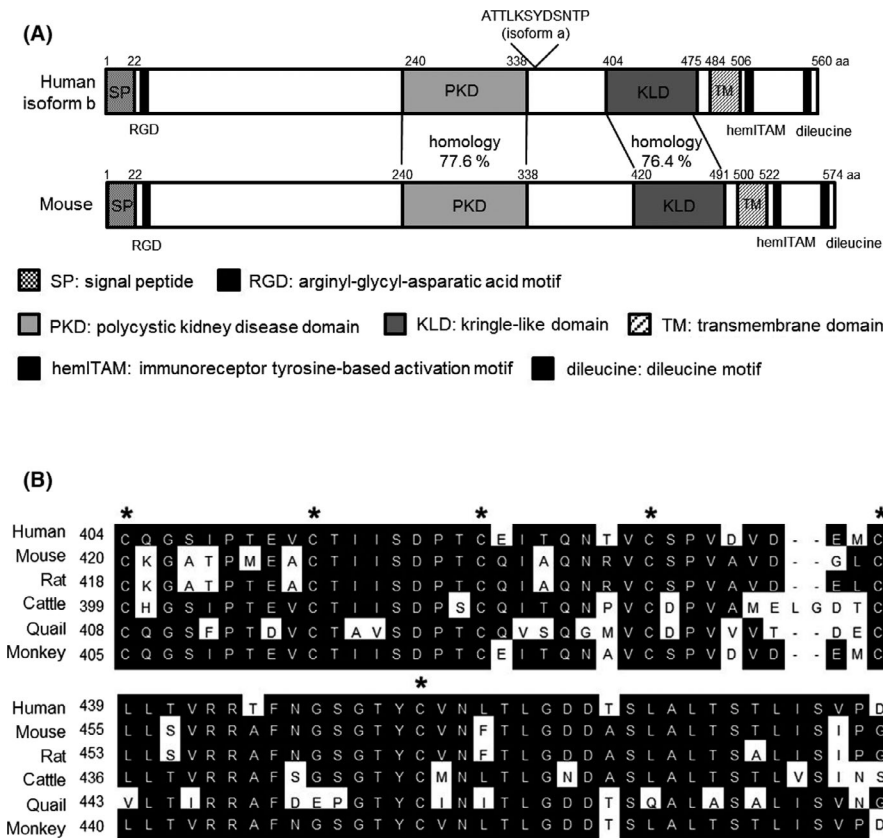 (A)
ATTLKSYDSNTP
(isoform a)
1 22 240 338 404 475 484 506 560 aa
Human
isoform b
SP PKD KLD TM
RGD hemITAM dileucine
homology
77.6 %
homology
76.4 %
1 22 240 338 420 491 500 522 574 aa
Mouse SP PKD KLD TM
RGD hemITAM dileucine
SP: signal peptide RGD: arginyl-glycyl-asparatic acid motif
PKD: polycystic kidney disease domain KLD: kringle-like domain TM: transmembrane domain
hemITAM: immunoreceptor tyrosine-based activation motif dileucine: dileucine motif
(B)
* * * * *
Human 404 C Q G S I P T E V C T I I S D P T C E I T Q N T V C S P V D V D - - E M C
Mouse 420 C K G A T P M E A C T I I S D P T C Q I A Q N R V C S P V A V D - - G L C
Rat 418 C K G A T P T E A C T I I S D P T C Q I A Q N R V C S P V A V D - - E L C
Cattle 399 C H G S I P T E V C T I I S D P S C Q I T Q N P V C D P V A M E L G D T C
Quail 408 C Q G S F P T D V C T A V S D P T C Q V S Q G M V C D P V V V T - - D E C
Monkey 405 C Q G S I P T E V C T I I S D P T C E I T Q N A V C S P V D V D - - E M C
*
Human 439 L L T V R R T F N G S G T Y C V N L T L G D D T S L A L T S T L I S V P D
Mouse 455 L L S V R R A F N G S G T Y C V N F T L G D D A S L A L T S T L I S I P G
Rat 453 L L S V R R A F N G S G T Y C V N F T L G D D A S L A L T S A L I S I P G
Cattle 436 L L T V R R A F S G S G T Y C M N L T L G N D A S L A L T S T L V S I N S
Quail 443 V L T I R R A F D E P G T Y C I N I T L G D D T S Q A L A S A L I S V N G
Monkey 440 L L T V R R A F N G S G T Y C V N L T L G D D T S L A L T S T L I S V P D